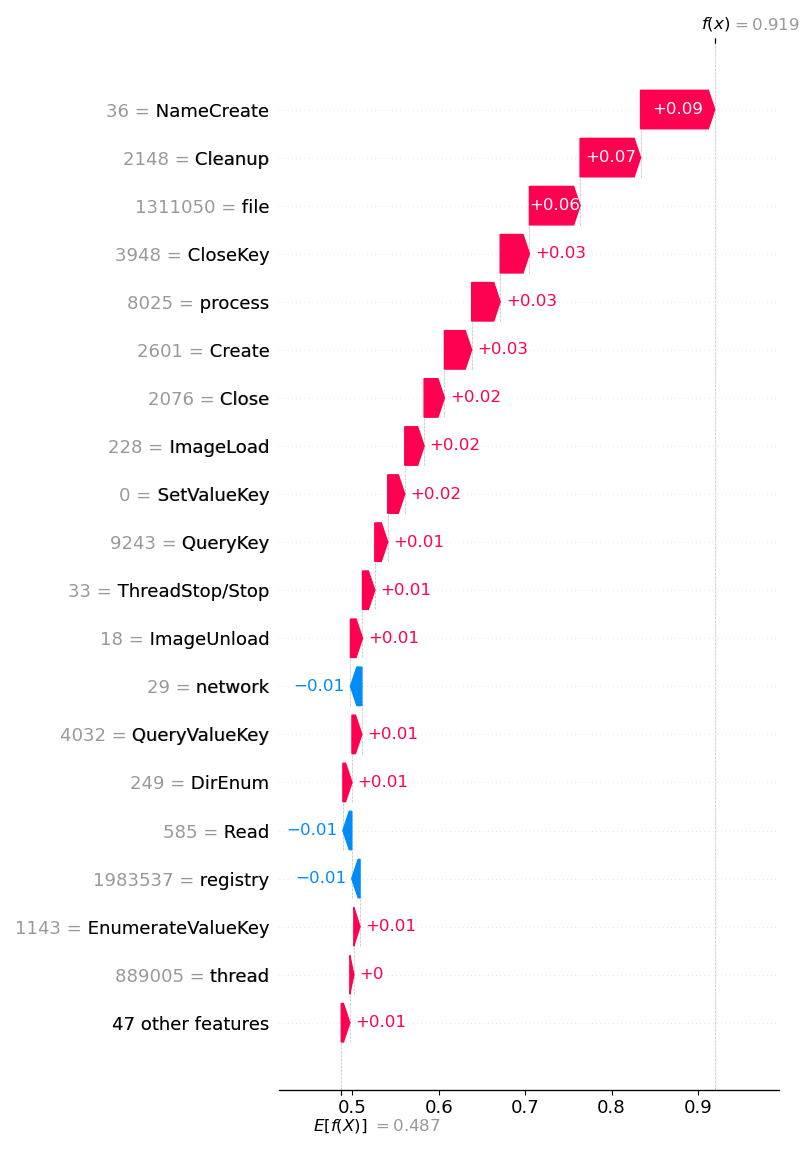 f(x) = 0.919
36 = NameCreate +0.09
2148 = Cleanup +0.07
1311050 = file +0.06
3948 = CloseKey +0.03
8025 = process +0.03
2601 = Create +0.03
2076 = Close +0.02
228 = ImageLoad +0.02
0 = SetValueKey +0.02
9243 = QueryKey +0.01
33 = ThreadStop/Stop +0.01
18 = ImageUnload +0.01
29 = network −0.01
4032 = QueryValueKey +0.01
249 = DirEnum +0.01
585 = Read −0.01
1983537 = registry −0.01
1143 = EnumerateValueKey +0.01
889005 = thread +0
47 other features +0.01
0.5 0.6 0.7 0.8 0.9
E[f(X)] = 0.487